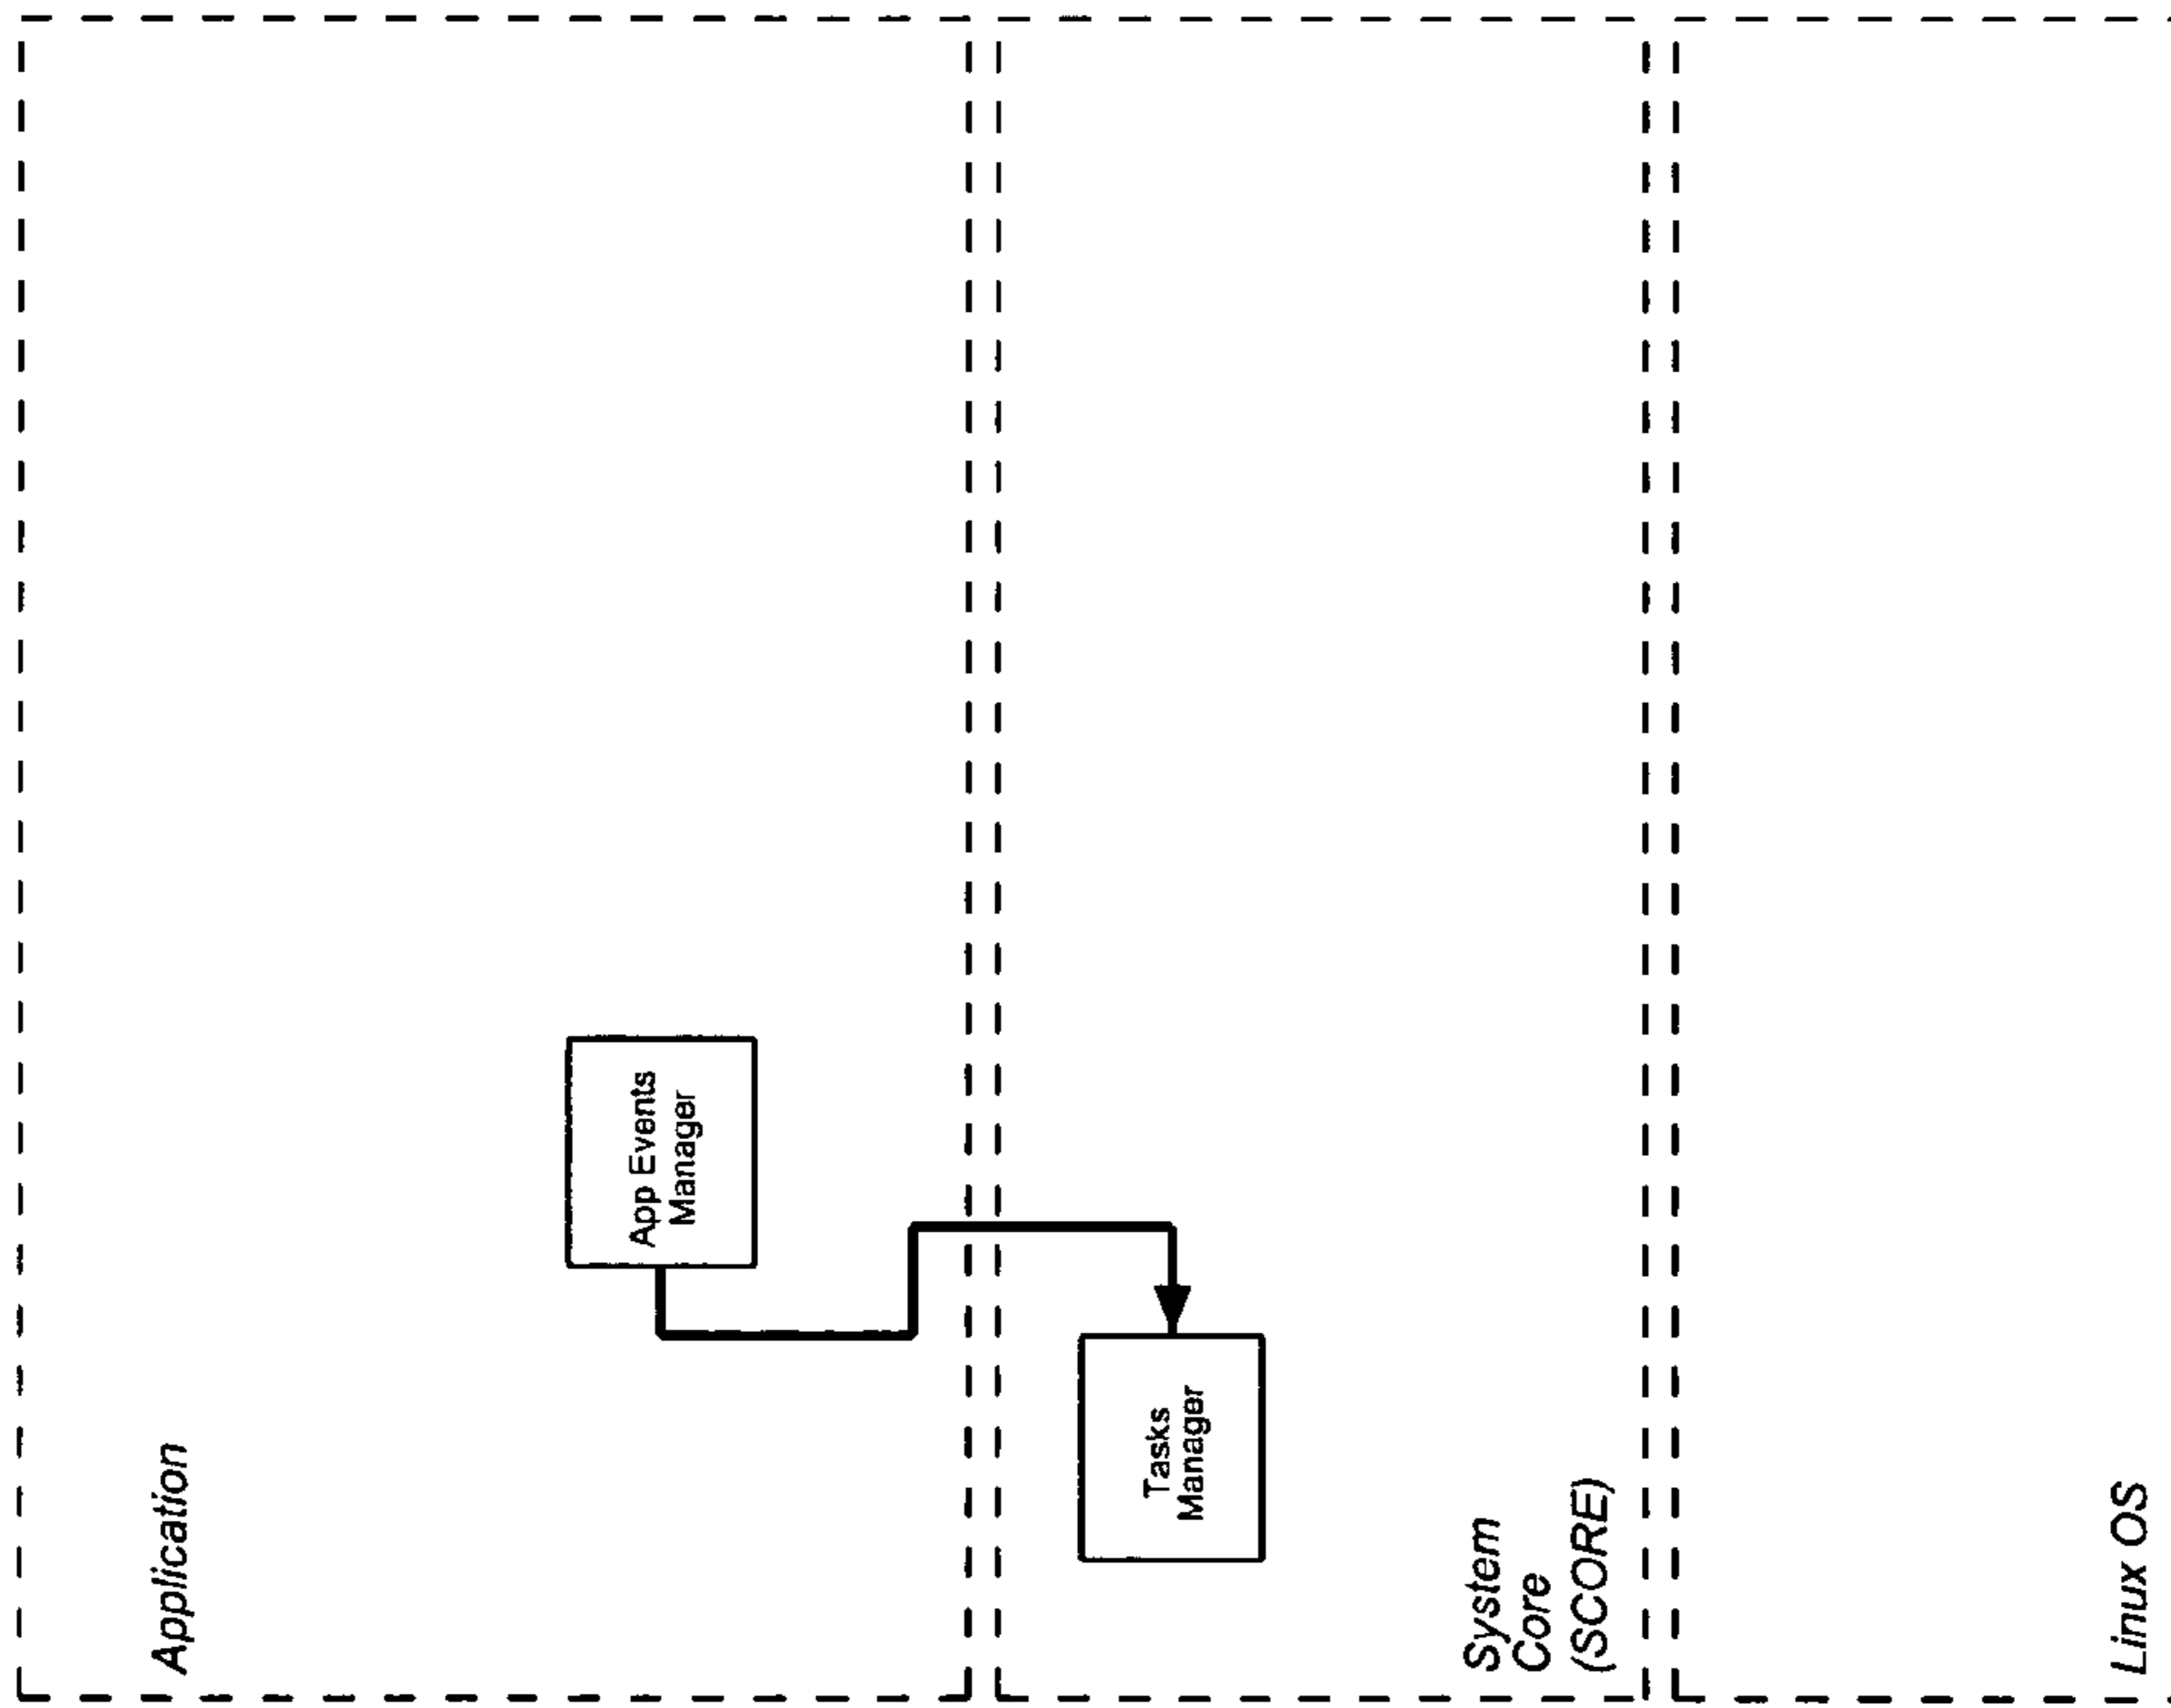 Application
App Events
Manager
Tasks
Manager
System
Core
(SCORE)
Linux OS